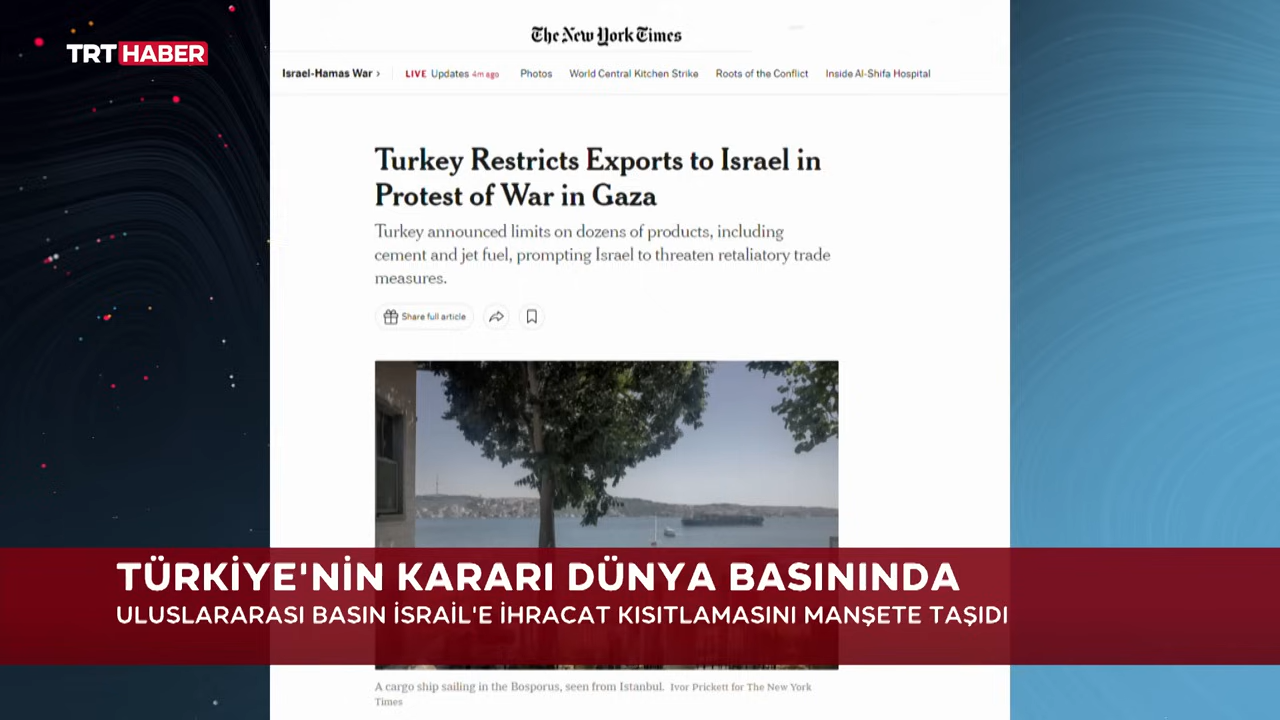 TRT HABER
The New York Times
Israel-Hamas War › LIVE Updates 4m ago Photos World Central Kitchen Strike Roots of the Conflict Inside Al-Shifa Hospital
Turkey Restricts Exports to Israel in
Protest of War in Gaza
Turkey announced limits on dozens of products, including
cement and jet fuel, prompting Israel to threaten retaliatory trade
measures.
Share full article
TÜRKİYE'NİN KARARI DÜNYA BASININDA
ULUSLARARASI BASIN İSRAİL'E İHRACAT KISITLAMASINI MANŞETE TAŞIDI
A cargo ship sailing in the Bosporus, seen from Istanbul. Ivor Prickett for The New York
Times